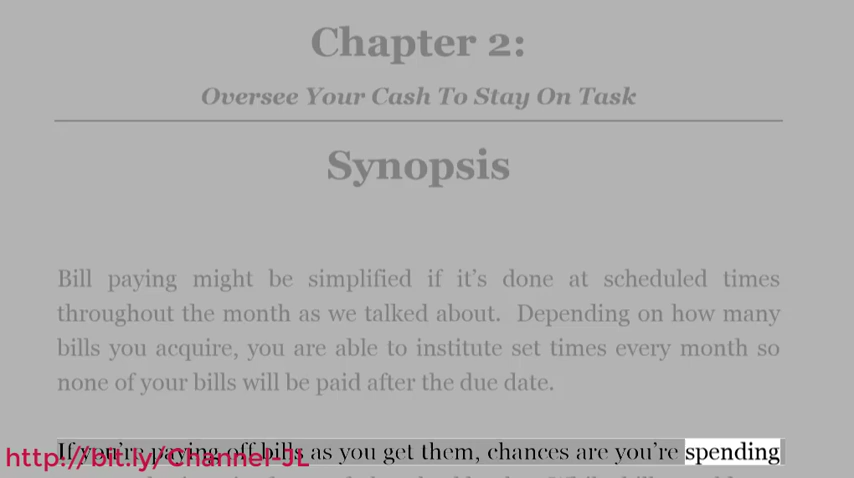 Chapter 2:
Oversee Your Cash To Stay On Task
Synopsis
Bill paying might be simplified if it's done at scheduled times
throughout the month as we talked about. Depending on how many
bills you acquire, you are able to institute set times every month so
none of your bills will be paid after the due date.
If you're paying off bills as you get them, chances are you're spending
http://bit.ly/Channel-JL